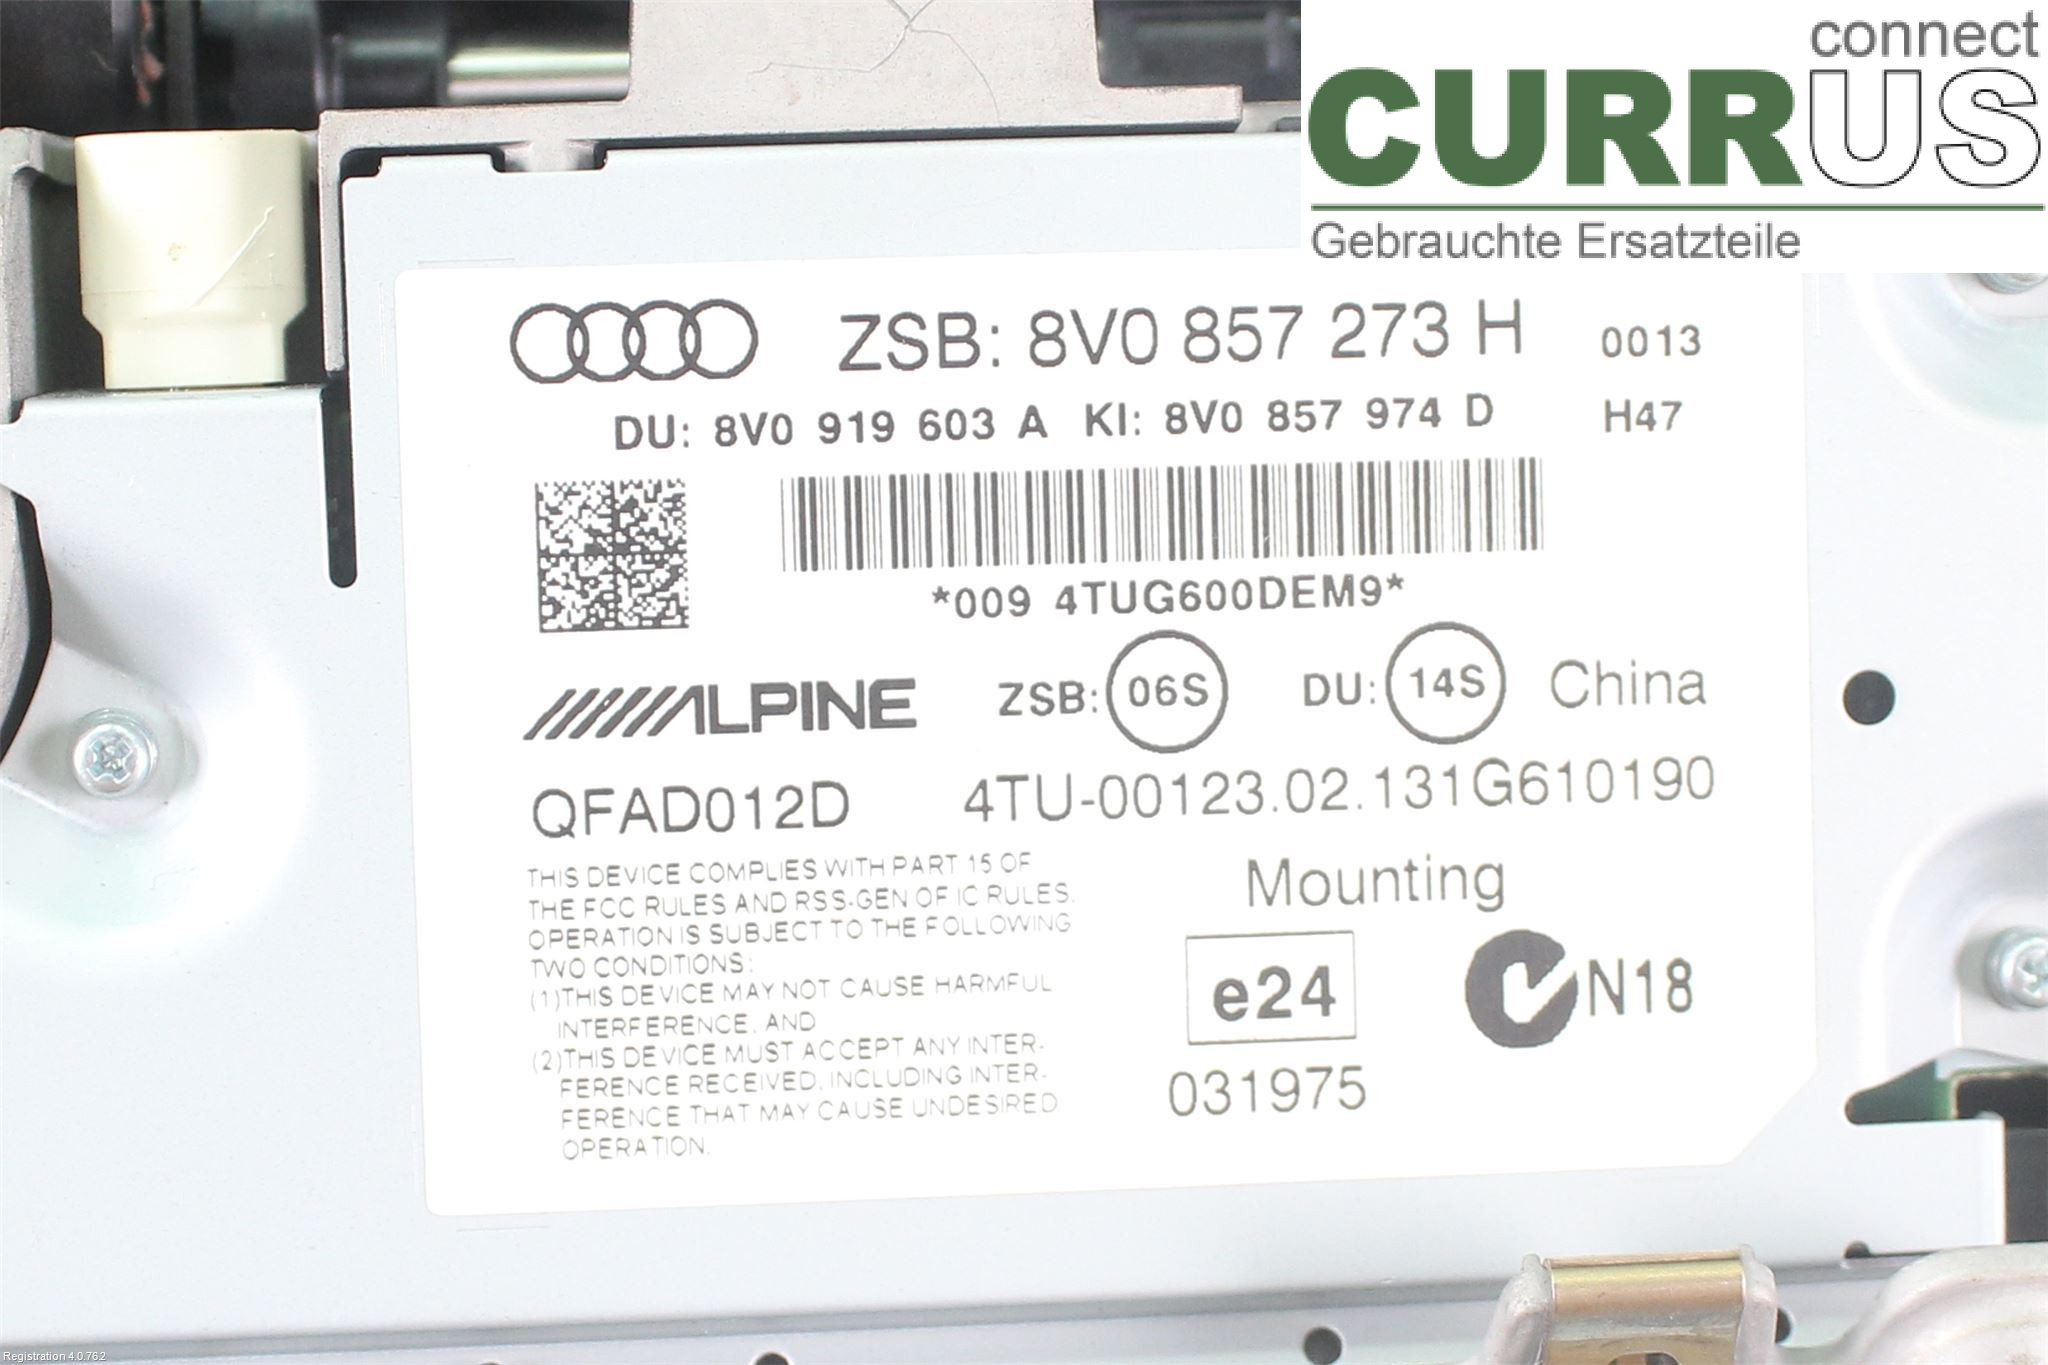 connect
CURRUS
Gebrauchte Ersatzteile
ZSB: 8V0 857 273 H 0013
DU: 8V0 919 603 A KI: 8V0 857 974 D H47
*009 4TUG600DEM9*
ALPINE ZSB: 06S DU: 14S China
QFAD012D 4TU-00123.02.131G610190
THIS DEVICE COMPLIES WITH PART 15 OF
THE FCC RULES AND RSS-GEN OF IC RULES.
OPERATION IS SUBJECT TO THE FOLLOWING
TWO CONDITIONS:
(1)THIS DEVICE MAY NOT CAUSE HARMFUL
INTERFERENCE, AND
(2)THIS DEVICE MUST ACCEPT ANY INTER-
FERENCE RECEIVED, INCLUDING INTER-
FERENCE THAT MAY CAUSE UNDESIRED
OPERATION.
Mounting
e24 N18
031975
Registration 4.0.76.2